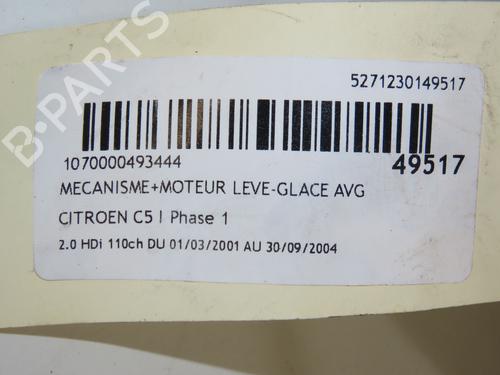 5271230149517
1070000493444
49517
MECANISME+MOTEUR LEVE-GLACE AVG
CITROEN C5 I Phase 1
2.0 HDi 110ch DU 01/03/2001 AU 30/09/2004
B-PARTS